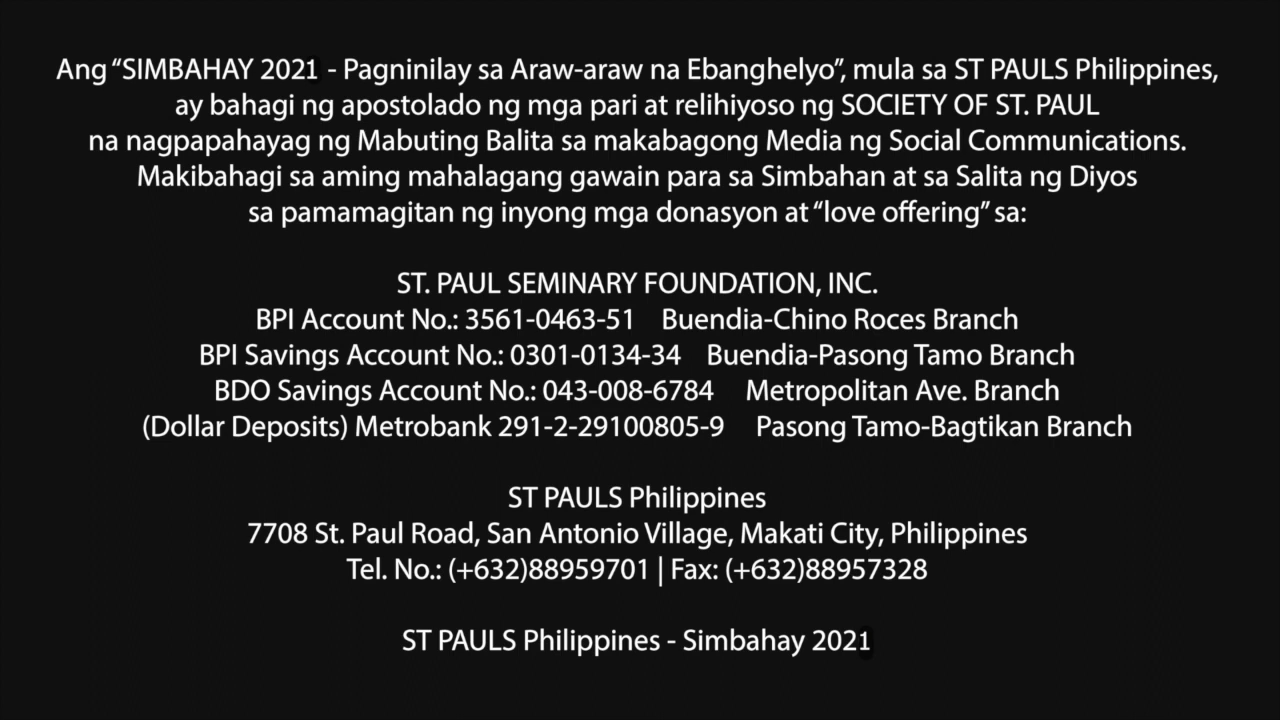 Ang “SIMBAHAY 2021 - Pagninilay sa Araw-araw na Ebanghelyo”, mula sa ST PAULS Philippines,
ay bahagi ng apostolado ng mga pari at relihiyoso ng SOCIETY OF ST. PAUL
na nagpapahayag ng Mabuting Balita sa makabagong Media ng Social Communications.
Makibahagi sa aming mahalagang gawain para sa Simbahan at sa Salita ng Diyos
sa pamamagitan ng inyong mga donasyon at “love offering” sa:
ST. PAUL SEMINARY FOUNDATION, INC.
BPI Account No.: 3561-0463-51 Buendia-Chino Roces Branch
BPI Savings Account No.: 0301-0134-34 Buendia-Pasong Tamo Branch
BDO Savings Account No.: 043-008-6784 Metropolitan Ave. Branch
(Dollar Deposits) Metrobank 291-2-29100805-9 Pasong Tamo-Bagtikan Branch
ST PAULS Philippines
7708 St. Paul Road, San Antonio Village, Makati City, Philippines
Tel. No.: (+632)88959701 | Fax: (+632)88957328
ST PAULS Philippines - Simbahay 2021